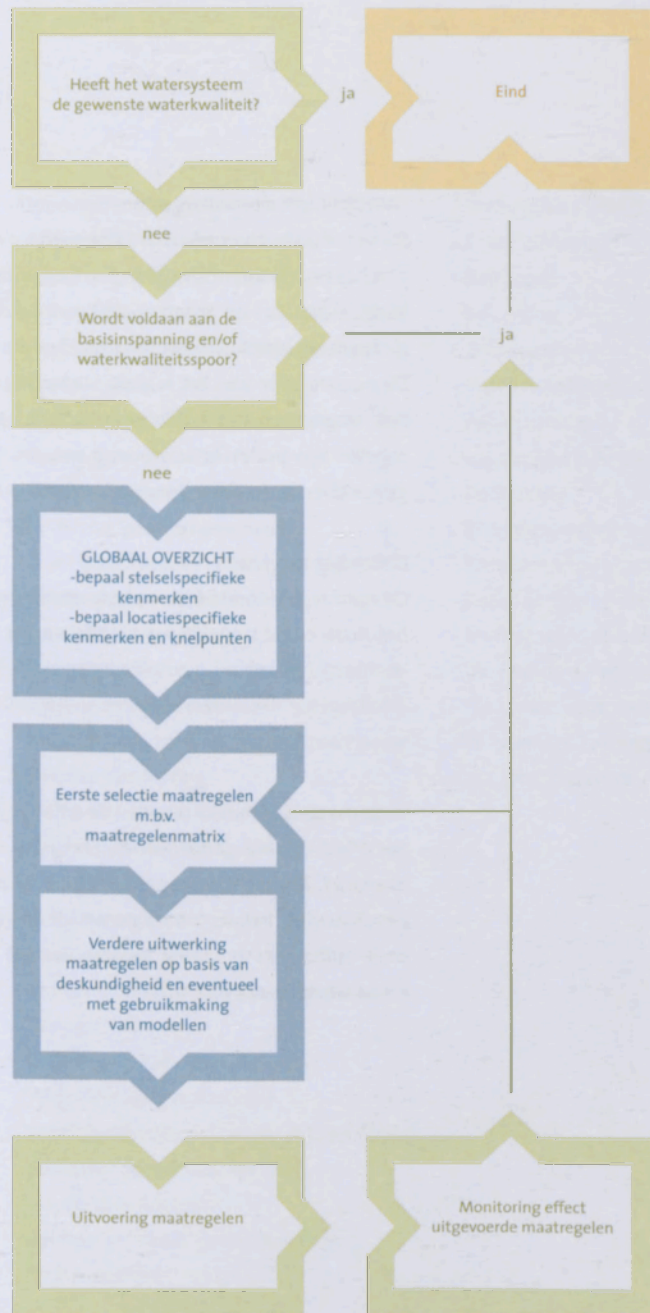 Heeft het watersysteem
de gewenste waterkwaliteit?
ja
Eind
nee
Wordt voldaan aan de
basisinspanning en/of
waterkwaliteitsspoor?
ja
nee
GLOBAAL OVERZICHT
-bepaal stelselspecifieke
kenmerken
-bepaal locatiespecifieke
kenmerken en knelpunten
Eerste selectie maatregelen
m.b.v.
maatregelenmatrix
Verdere uitwerking
maatregelen op basis van
deskundigheid en eventueel
met gebruikmaking
van modellen
Uitvoering maatregelen
Monitoring effect
uitgevoerde maatregelen